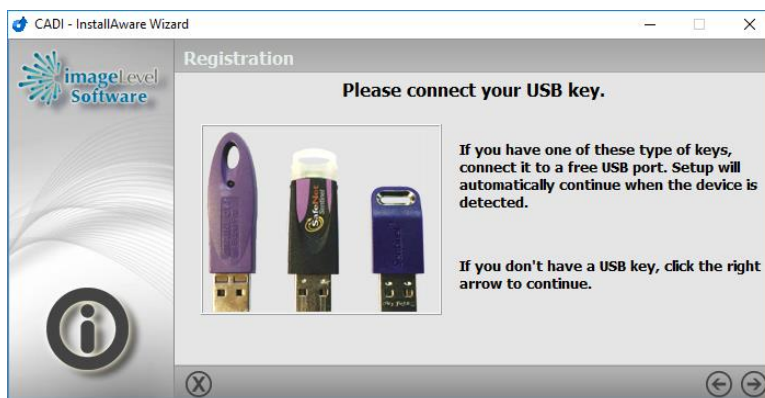 CADI - InstallAware Wizard
imageLevel
Software
Registration
Please connect your USB key.
If you have one of these type of keys,
connect it to a free USB port. Setup will
automatically continue when the device is
detected.
SafeNet
Sentinel
If you don't have a USB key, click the right
arrow to continue.